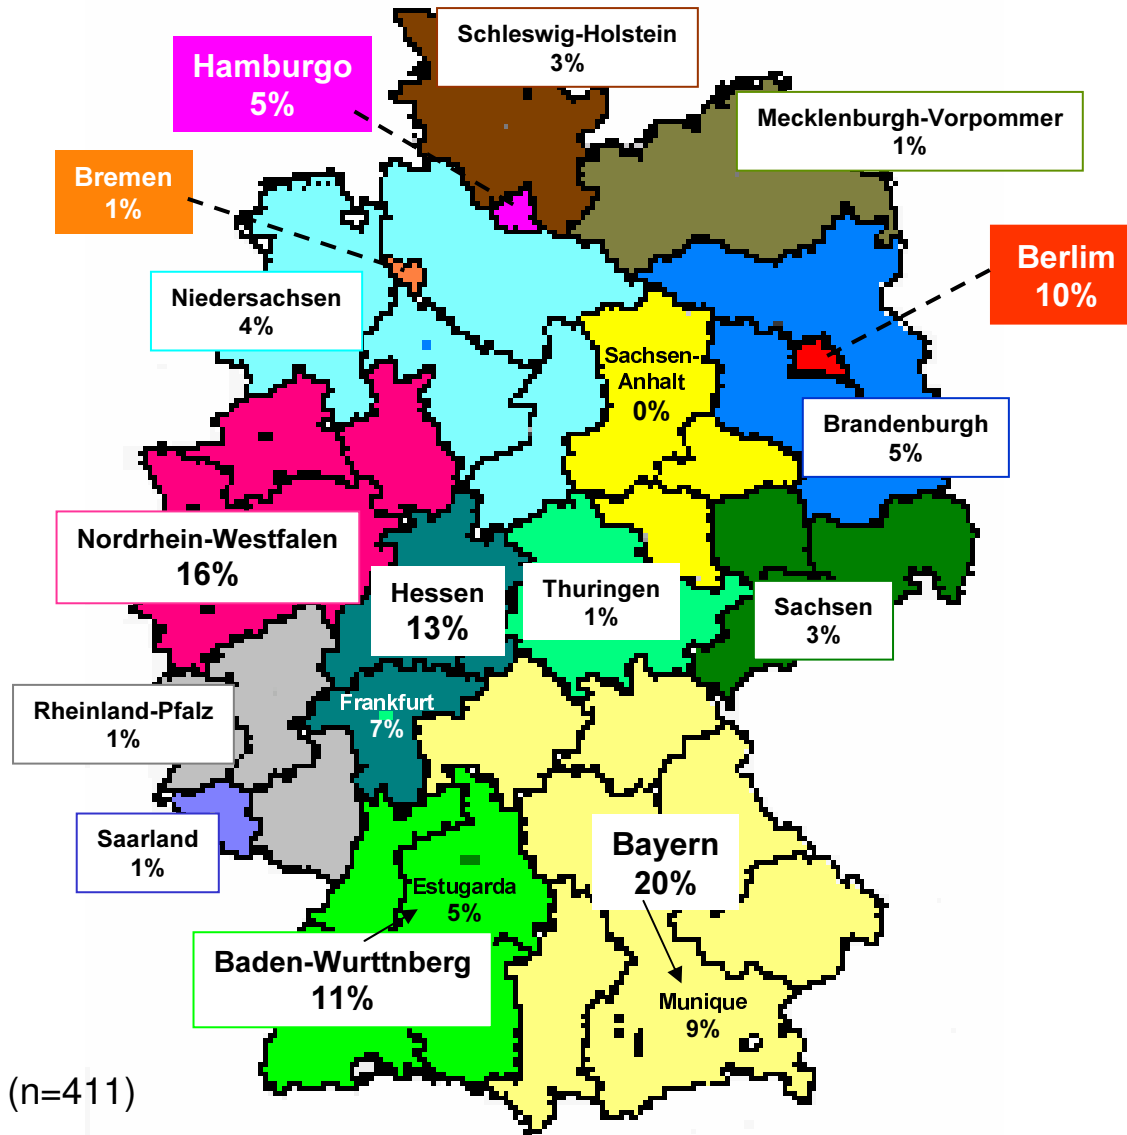 Schleswig-Holstein
3%
Hamburgo
5%
Mecklenburgh-Vorpommer
1%
Bremen
1%
Berlim
10%
Niedersachsen
4%
Sachsen-
Anhalt
0%
Brandenburgh
5%
Nordrhein-Westfalen
16%
Hessen
13%
Thuringen
1%
Sachsen
3%
Rheinland-Pfalz
1%
Frankfurt
7%
Saarland
1%
Bayern
20%
Estugarda
5%
Baden-Wurttnberg
11%
Munique
9%
(n=411)